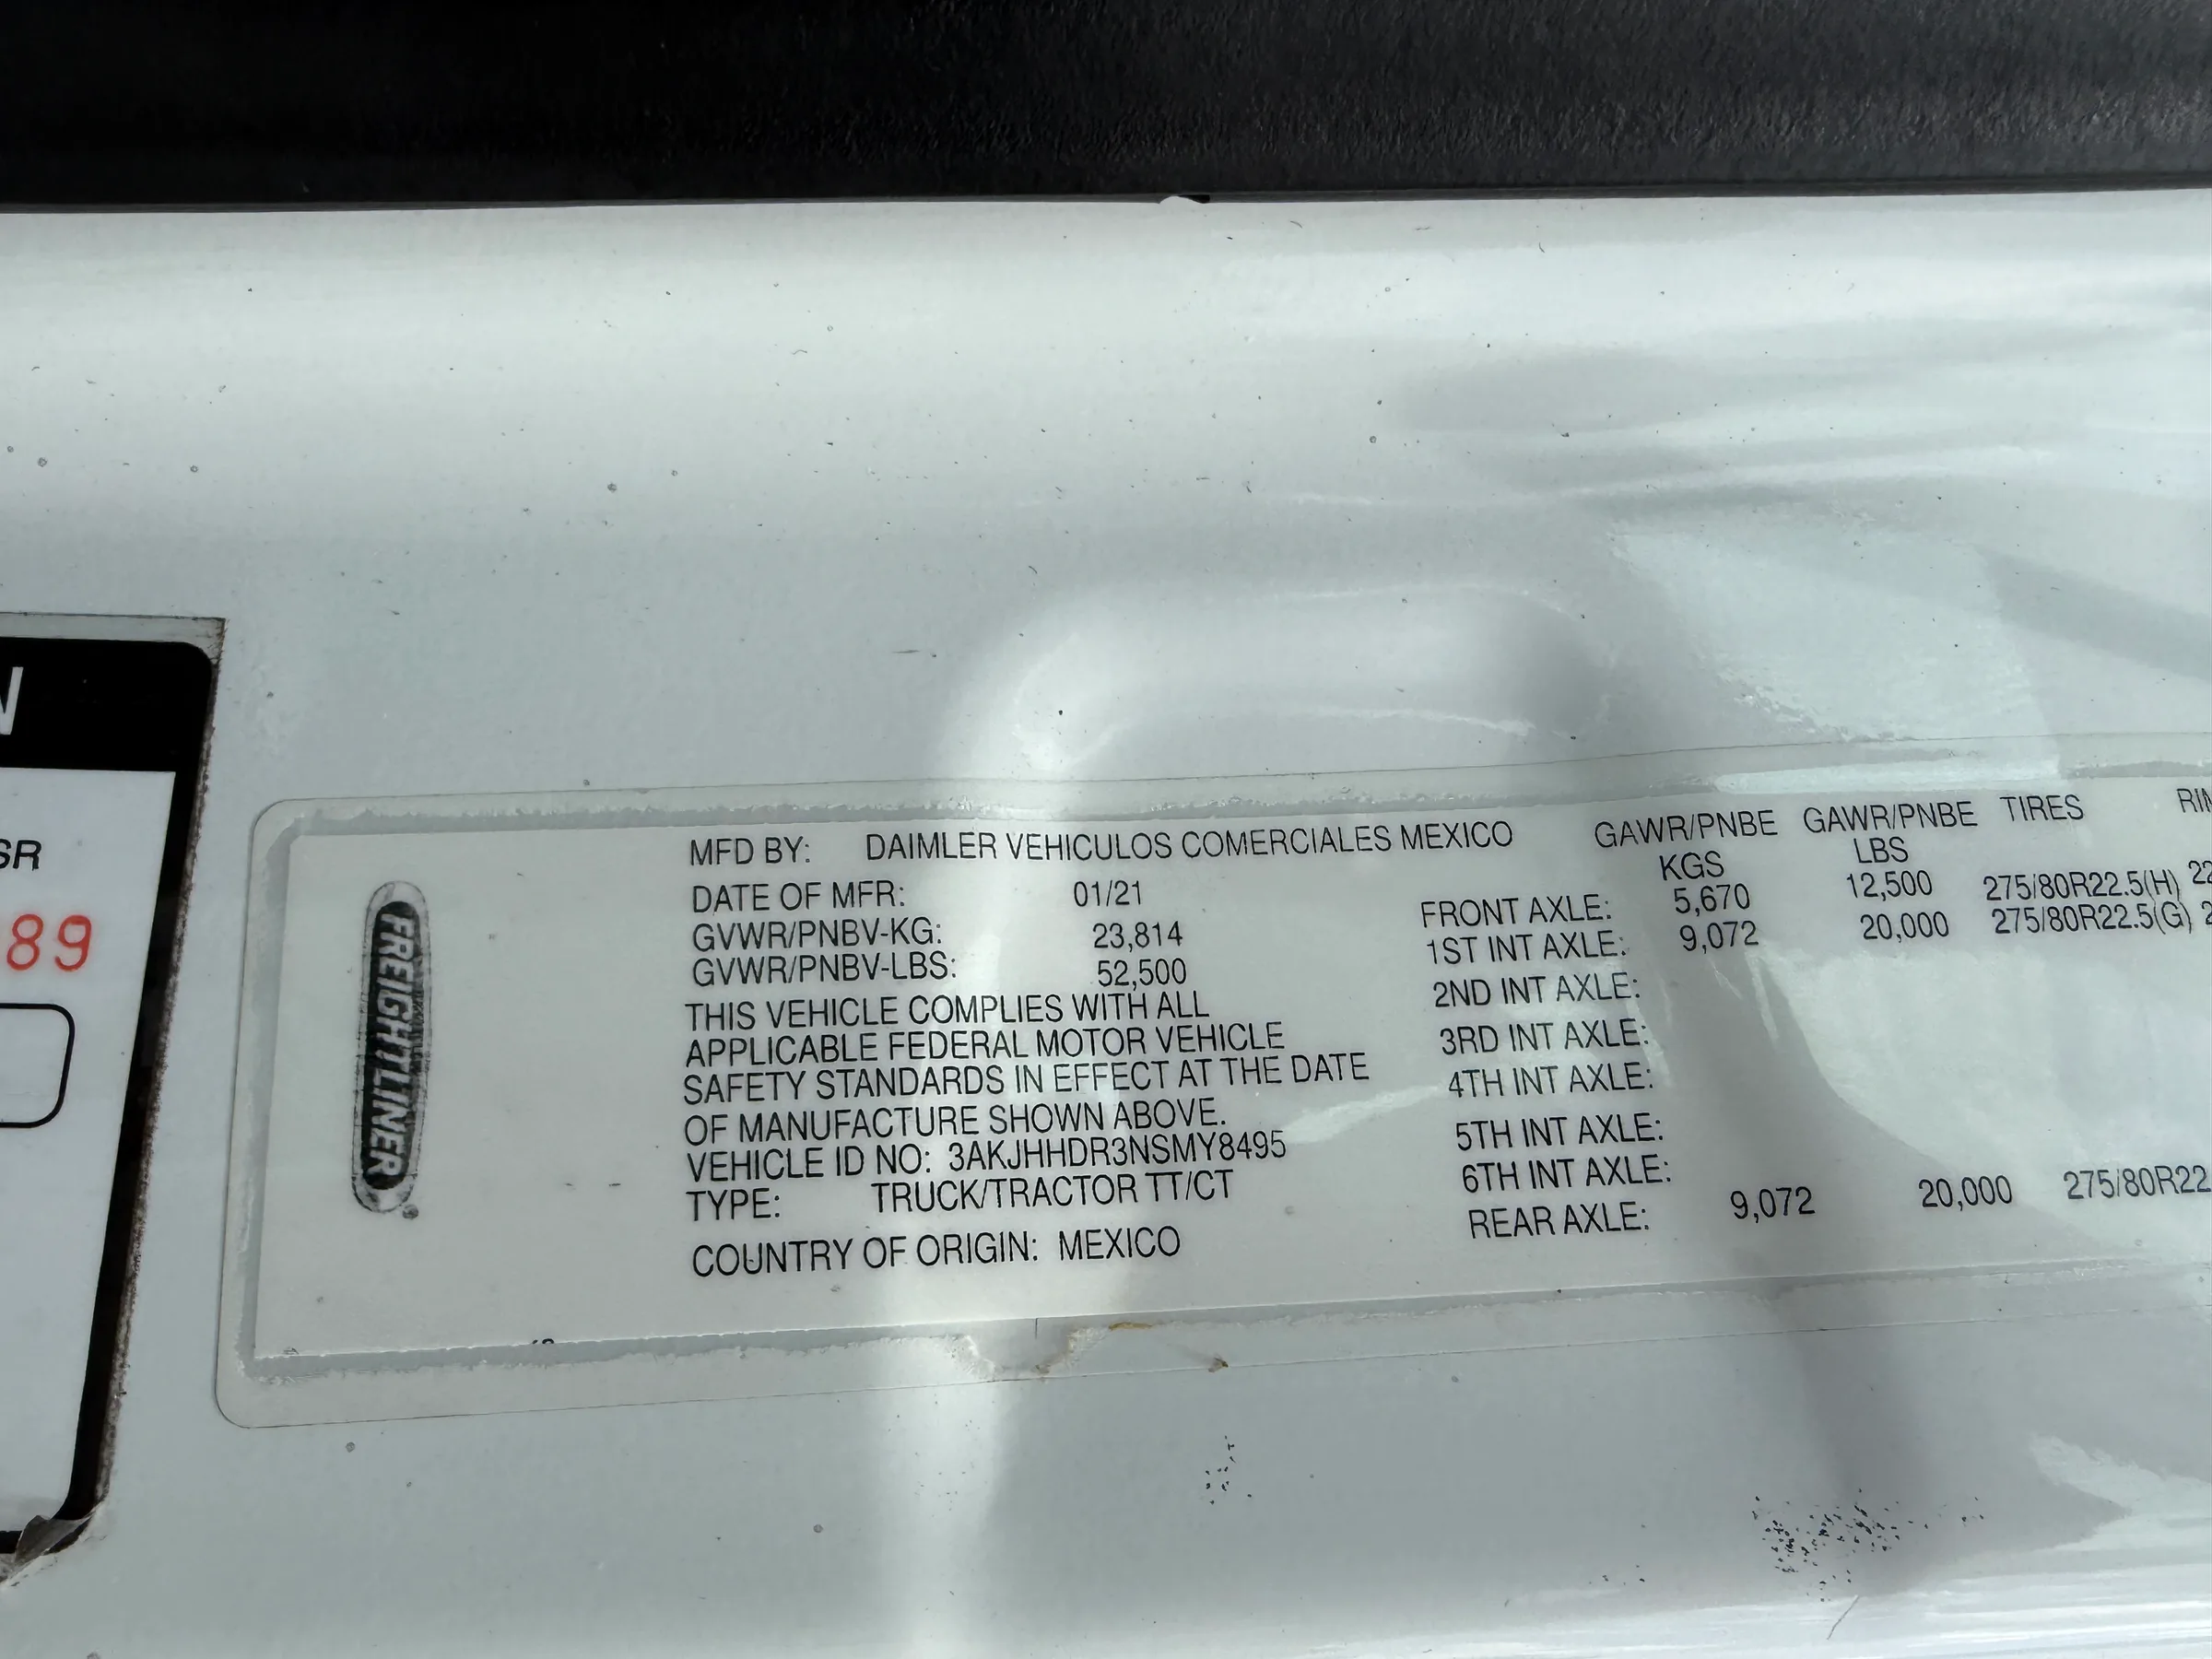 SR
89
FREIGHTLINER
MFD BY: DAIMLER VEHICULOS COMERCIALES MEXICO
DATE OF MFR: 01/21
GVWR/PNBV-KG: 23,814
GVWR/PNBV-LBS: 52,500
THIS VEHICLE COMPLIES WITH ALL
APPLICABLE FEDERAL MOTOR VEHICLE
SAFETY STANDARDS IN EFFECT AT THE DATE
OF MANUFACTURE SHOWN ABOVE.
VEHICLE ID NO: 3AKJHHDR3NSMY8495
TYPE: TRUCK/TRACTOR TT/CT
COUNTRY OF ORIGIN: MEXICO
GAWR/PNBE GAWR/PNBE TIRES
KGS LBS
FRONT AXLE: 5,670 12,500 275/80R22.5(H)
1ST INT AXLE: 9,072 20,000 275/80R22.5(G)
2ND INT AXLE:
3RD INT AXLE:
4TH INT AXLE:
5TH INT AXLE:
6TH INT AXLE:
REAR AXLE: 9,072 20,000 275/80R22